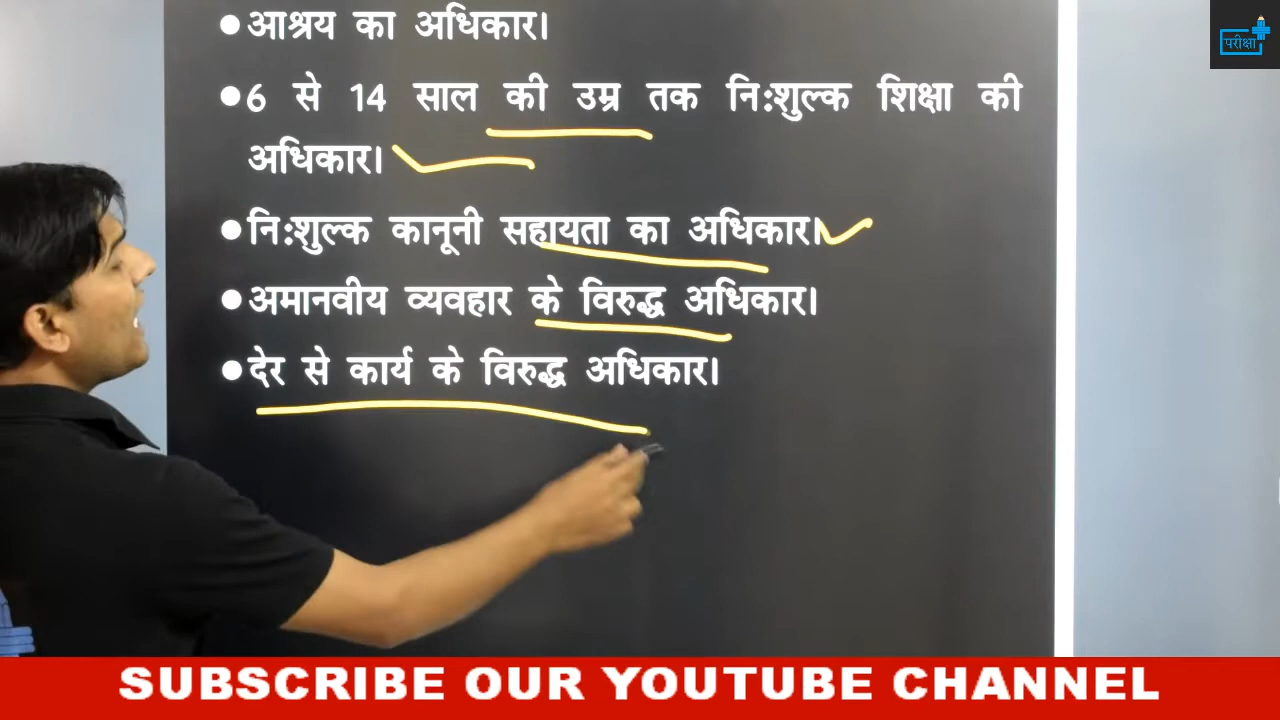 परीक्षा
● आश्रय का अधिकार।
● 6 से 14 साल की उम्र तक नि:शुल्क शिक्षा की
अधिकार।
● नि:शुल्क कानूनी सहायता का अधिकार।
● अमानवीय व्यवहार के विरुद्ध अधिकार।
● देर से कार्य के विरुद्ध अधिकार।
SUBSCRIBE OUR YOUTUBE CHANNEL